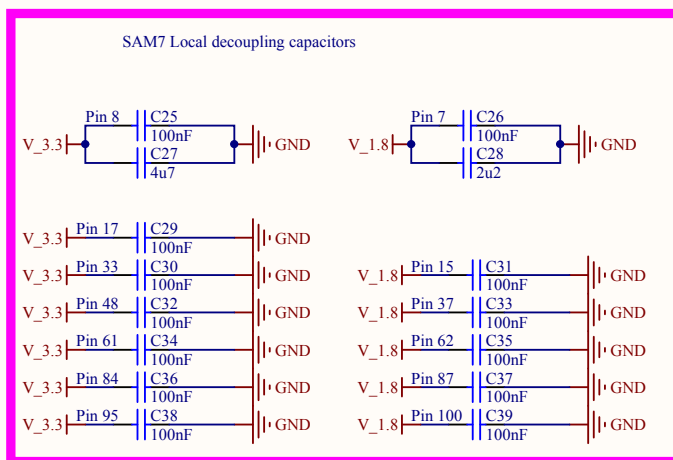 SAM7 Local decoupling capacitors
Pin 8 C25
100nF
V_3.3 GND
C27
4u7
Pin 7 C26
100nF
V_1.8 GND
C28
2u2
V_3.3 Pin 17 C29 GND
100nF
V_3.3 Pin 33 C30 GND
100nF
V_3.3 Pin 48 C32 GND
100nF
V_3.3 Pin 61 C34 GND
100nF
V_3.3 Pin 84 C36 GND
100nF
V_3.3 Pin 95 C38 GND
100nF
V_1.8 Pin 15 C31 GND
100nF
V_1.8 Pin 37 C33 GND
100nF
V_1.8 Pin 62 C35 GND
100nF
V_1.8 Pin 87 C37 GND
100nF
V_1.8 Pin 100 C39 GND
100nF